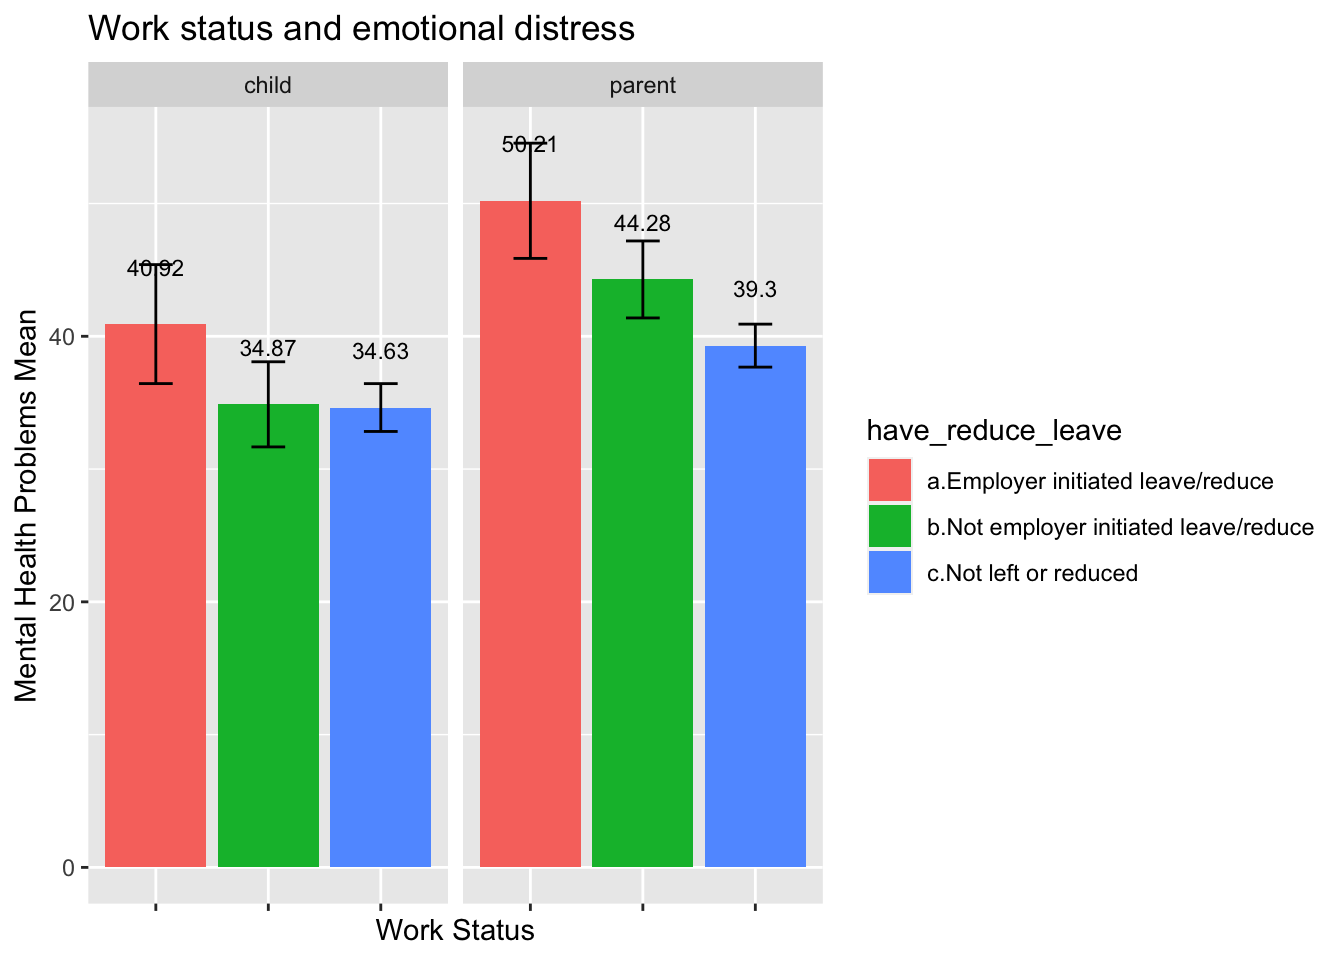 Work status and emotional distress
child
parent
50.21
44.28
40.92
39.3
34.87
34.63
40
20
0
Mental Health Problems Mean
Work Status
have_reduce_leave
a.Employer initiated leave/reduce
b.Not employer initiated leave/reduce
c.Not left or reduced